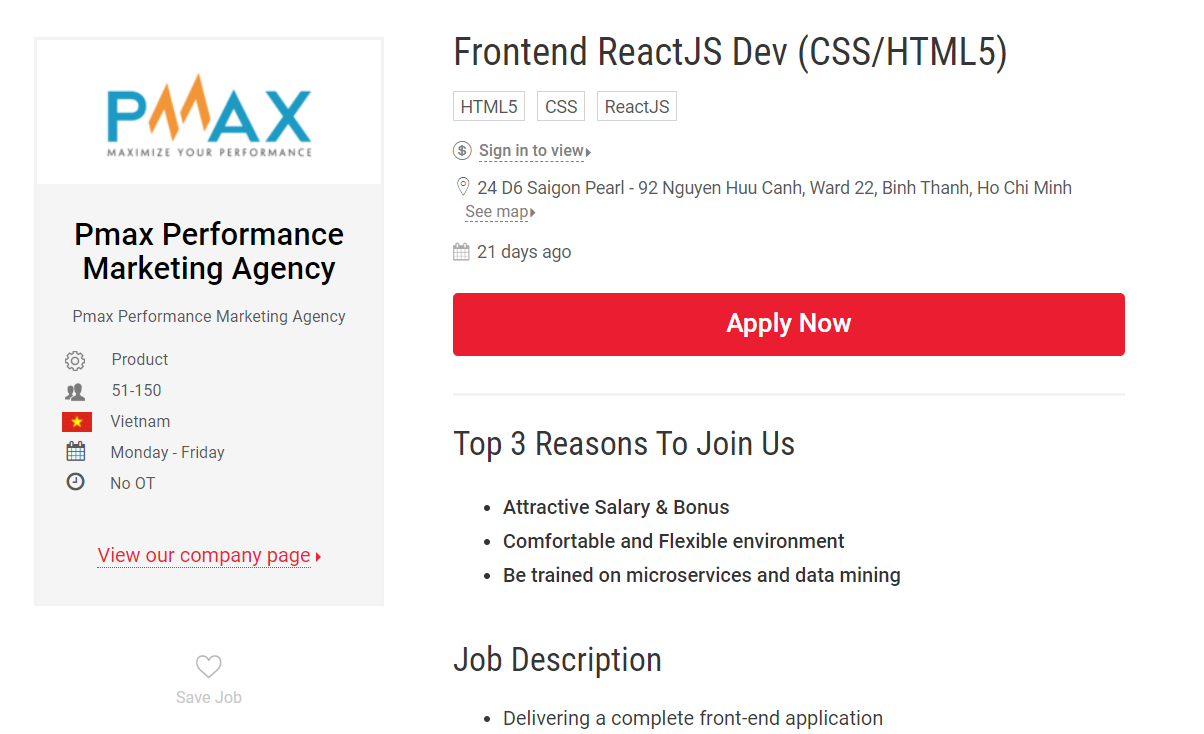 PMAX
MAXIMIZE YOUR PERFORMANCE
Pmax Performance
Marketing Agency
Pmax Performance Marketing Agency
Product
51-150
Vietnam
Monday - Friday
No OT
View our company page
Save Job
Frontend ReactJS Dev (CSS/HTML5)
HTML5 CSS ReactJS
$ Sign in to view
24 D6 Saigon Pearl - 92 Nguyen Huu Canh, Ward 22, Binh Thanh, Ho Chi Minh
See map
21 days ago
Apply Now
Top 3 Reasons To Join Us
• Attractive Salary & Bonus
• Comfortable and Flexible environment
• Be trained on microservices and data mining
Job Description
• Delivering a complete front-end application